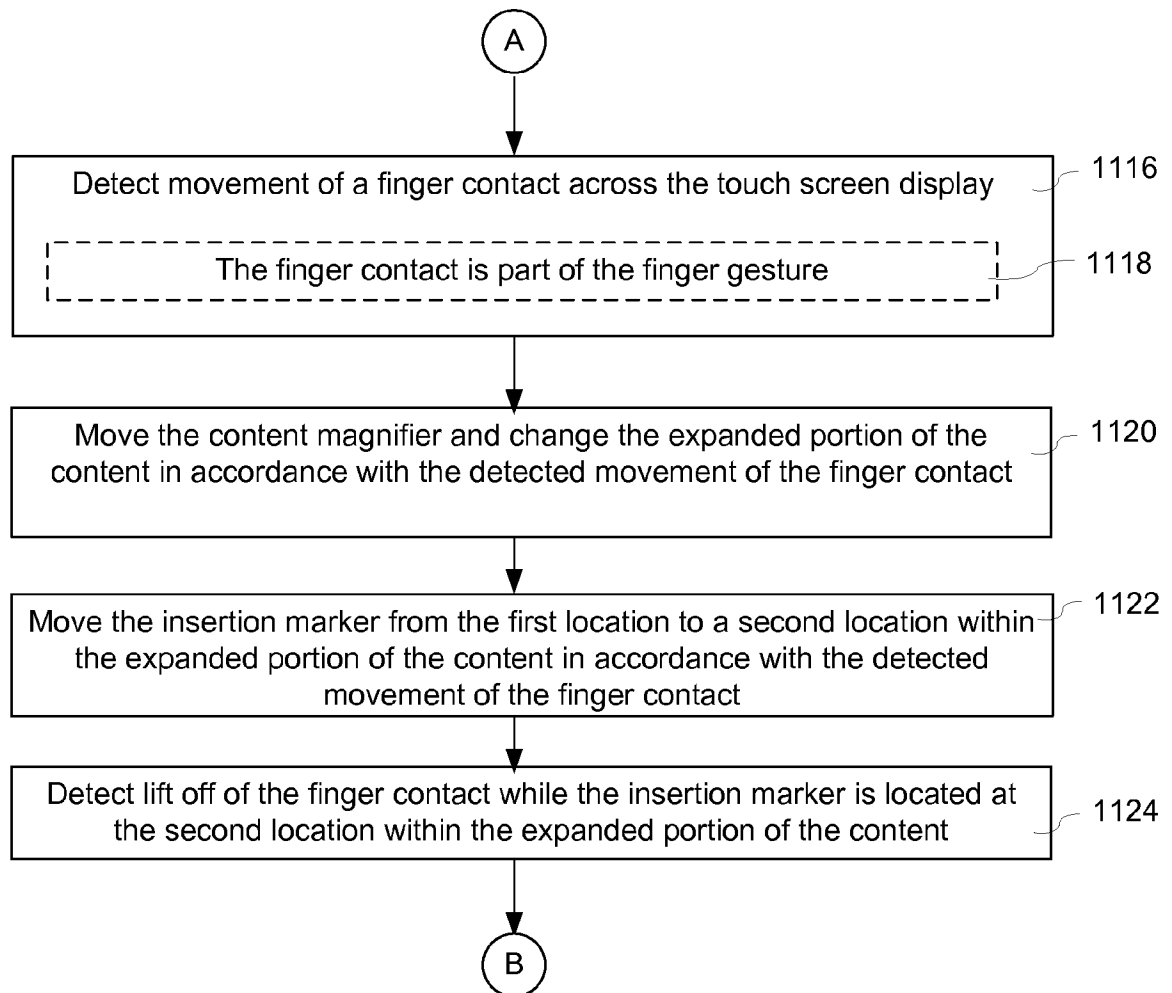 A
Detect movement of a finger contact across the touch screen display
1116
The finger contact is part of the finger gesture
1118
Move the content magnifier and change the expanded portion of the
content in accordance with the detected movement of the finger contact
1120
Move the insertion marker from the first location to a second location within
the expanded portion of the content in accordance with the detected
movement of the finger contact
1122
Detect lift off of the finger contact while the insertion marker is located at
the second location within the expanded portion of the content
1124
B